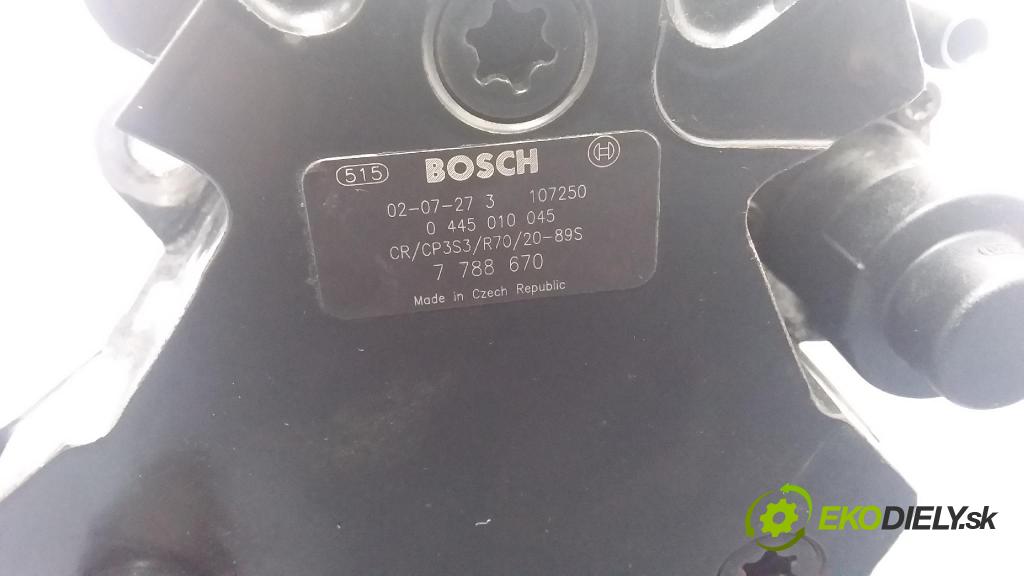 515 BOSCH H
02-07-27 3 107250
0 445 010 045
CR/CP3S3/R70/20-89S
7 788 670
Made in Czech Republic
EKODIELY.sk